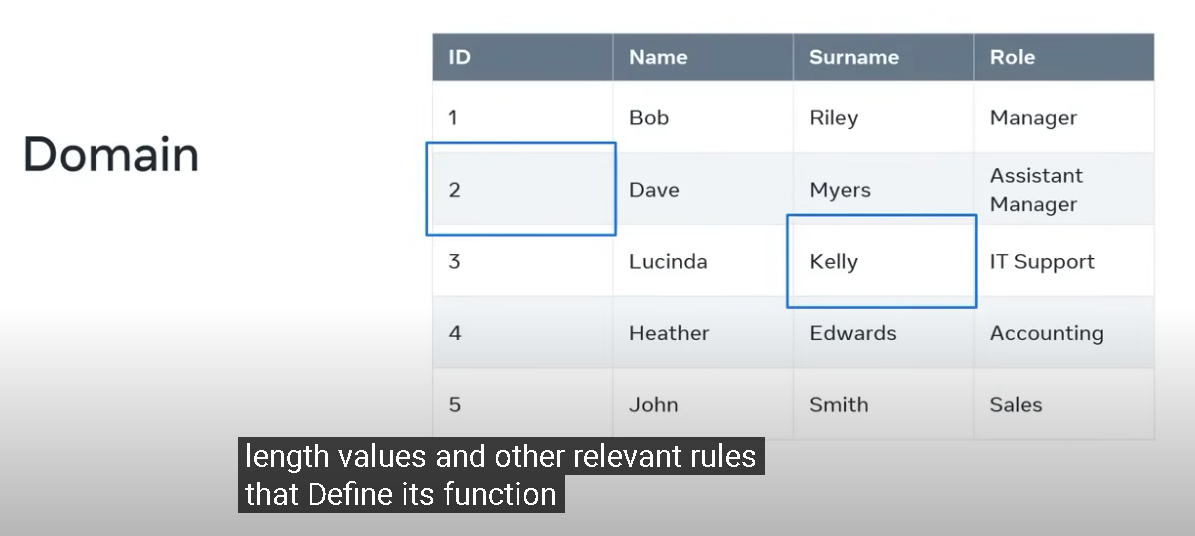 Domain
ID Name Surname Role
1 Bob Riley Manager
2 Dave Myers Assistant
Manager
3 Lucinda Kelly IT Support
4 Heather Edwards Accounting
5 John Smith Sales
length values and other relevant rules
that Define its function